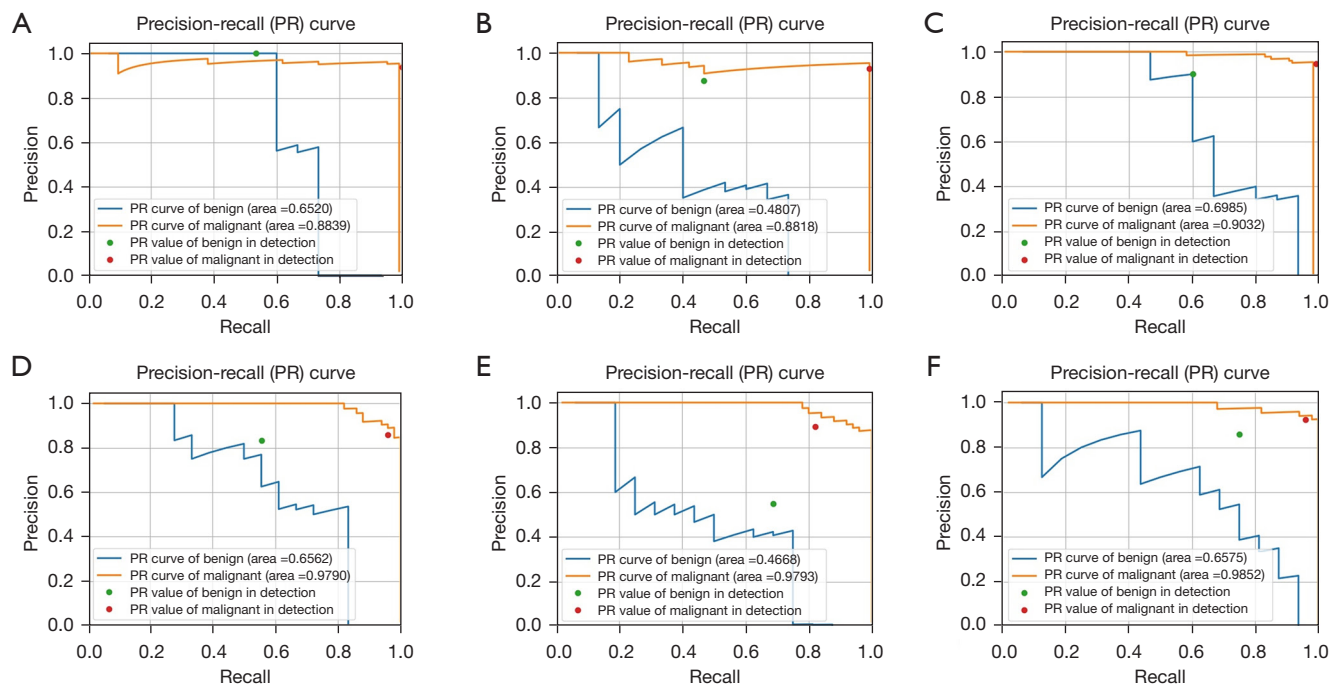 A
Precision-recall (PR) curve
1.0
0.8
0.6
0.4
0.2
0.0
Precision
PR curve of benign (area =0.6520)
PR curve of malignant (area =0.8839)
PR value of benign in detection
PR value of malignant in detection
0.0 0.2 0.4 0.6 0.8 1.0
Recall
B
Precision-recall (PR) curve
1.0
0.8
0.6
0.4
0.2
0.0
Precision
PR curve of benign (area =0.4807)
PR curve of malignant (area =0.8818)
PR value of benign in detection
PR value of malignant in detection
0.0 0.2 0.4 0.6 0.8 1.0
Recall
C
Precision-recall (PR) curve
1.0
0.8
0.6
0.4
0.2
0.0
Precision
PR curve of benign (area =0.6985)
PR curve of malignant (area =0.9032)
PR value of benign in detection
PR value of malignant in detection
0.0 0.2 0.4 0.6 0.8 1.0
Recall
D
Precision-recall (PR) curve
1.0
0.8
0.6
0.4
0.2
0.0
Precision
PR curve of benign (area =0.6562)
PR curve of malignant (area =0.9790)
PR value of benign in detection
PR value of malignant in detection
0.0 0.2 0.4 0.6 0.8 1.0
Recall
E
Precision-recall (PR) curve
1.0
0.8
0.6
0.4
0.2
0.0
Precision
PR curve of benign (area =0.4668)
PR curve of malignant (area =0.9793)
PR value of benign in detection
PR value of malignant in detection
0.0 0.2 0.4 0.6 0.8 1.0
Recall
F
Precision-recall (PR) curve
1.0
0.8
0.6
0.4
0.2
0.0
Precision
PR curve of benign (area =0.6575)
PR curve of malignant (area =0.9852)
PR value of benign in detection
PR value of malignant in detection
0.0 0.2 0.4 0.6 0.8 1.0
Recall